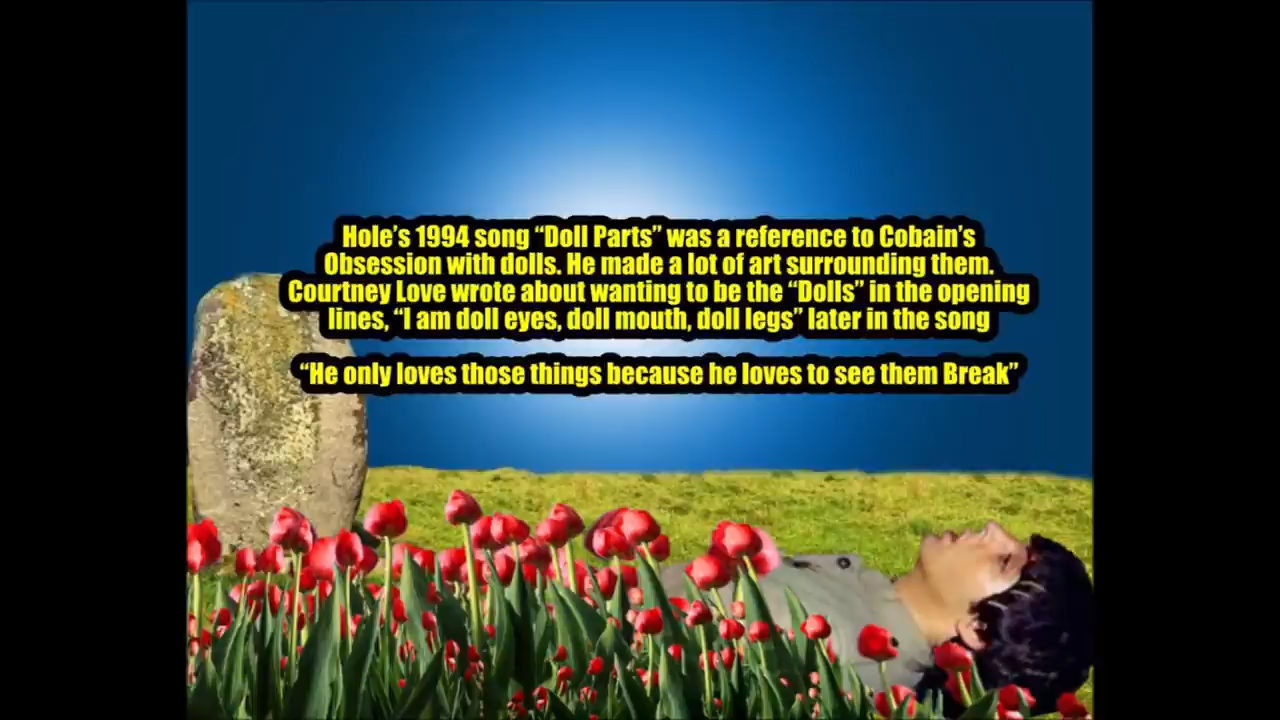 Hole’s 1994 song “Doll Parts” was a reference to Cobain’s
Obsession with dolls. He made a lot of art surrounding them.
Courtney Love wrote about wanting to be the “Dolls” in the opening
lines, “I am doll eyes, doll mouth, doll legs” later in the song
“He only loves those things because he loves to see them Break”